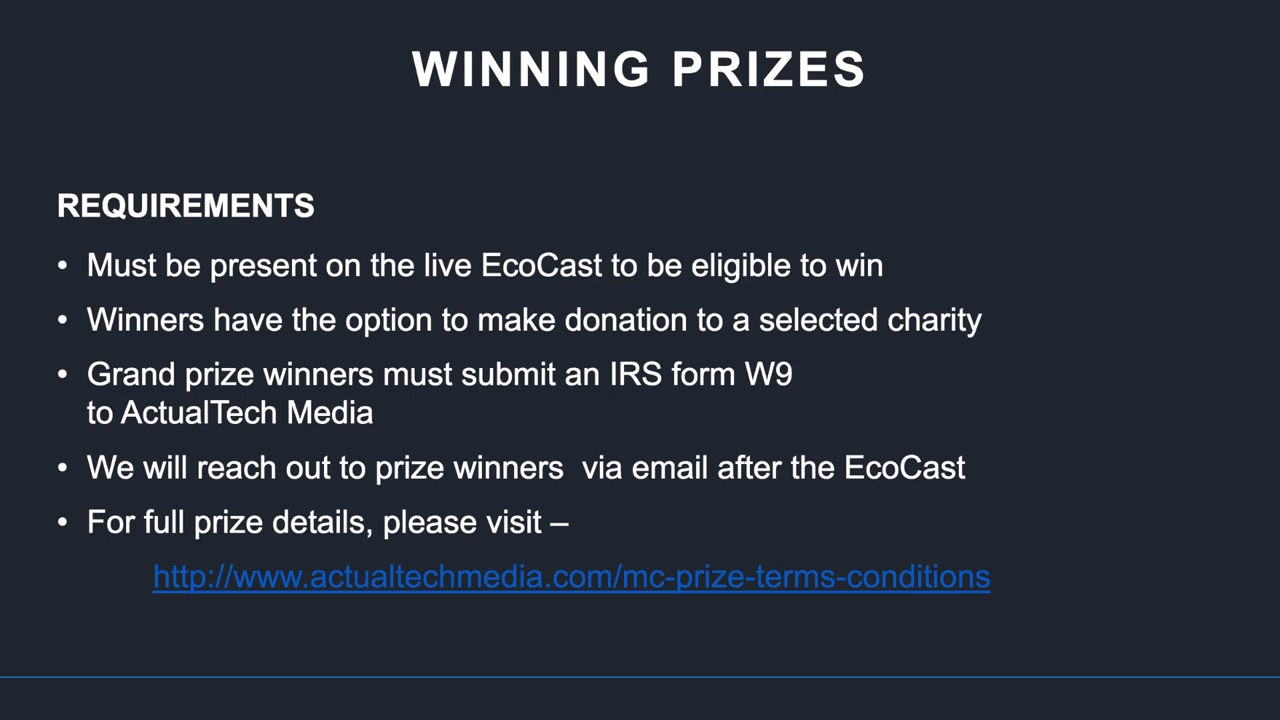 WINNING PRIZES
REQUIREMENTS
• Must be present on the live EcoCast to be eligible to win
• Winners have the option to make donation to a selected charity
• Grand prize winners must submit an IRS form W9
to ActualTech Media
• We will reach out to prize winners  via email after the EcoCast
• For full prize details, please visit –
http://www.actualtechmedia.com/mc-prize-terms-conditions